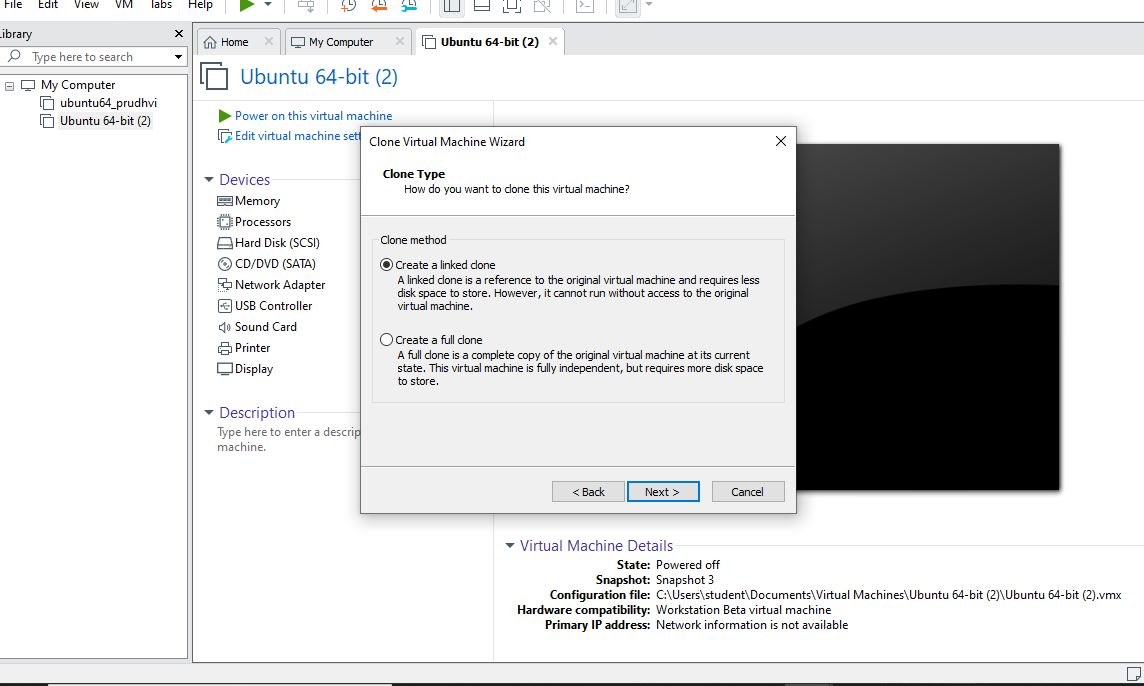 File Edit View VM Tabs Help
Library
Type here to search
My Computer
ubuntu64_prudhvi
Ubuntu 64-bit (2)
Home
My Computer
Ubuntu 64-bit (2)
Ubuntu 64-bit (2)
Power on this virtual machine
Edit virtual machine sett
Devices
Memory
Processors
Hard Disk (SCSI)
CD/DVD (SATA)
Network Adapter
USB Controller
Sound Card
Printer
Display
Description
Type here to enter a descrip
machine.
Clone Virtual Machine Wizard
Clone Type
How do you want to clone this virtual machine?
Clone method
Create a linked clone
A linked clone is a reference to the original virtual machine and requires less
disk space to store. However, it cannot run without access to the original
virtual machine.
Create a full clone
A full clone is a complete copy of the original virtual machine at its current
state. This virtual machine is fully independent, but requires more disk space
to store.
< Back
Next >
Cancel
Virtual Machine Details
State: Powered off
Snapshot: Snapshot 3
Configuration file: C:\Users\student\Documents\Virtual Machines\Ubuntu 64-bit (2)\Ubuntu 64-bit (2).vmx
Hardware compatibility: Workstation Beta virtual machine
Primary IP address: Network information is not available